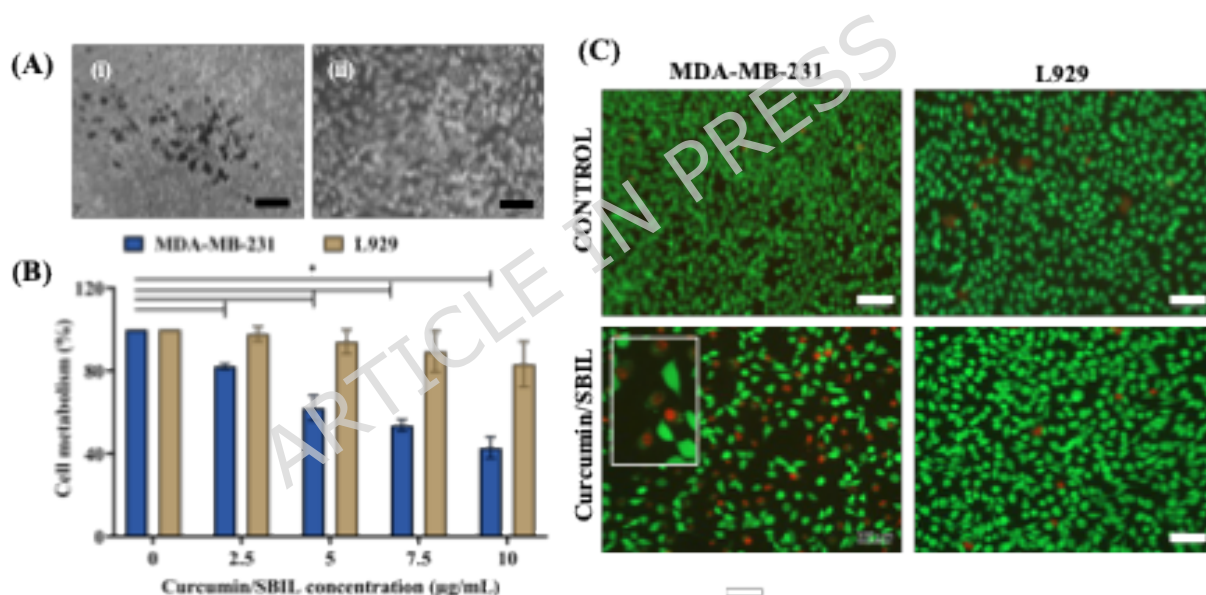 (A)
(i)
(ii)
MDA-MB-231
L929
(B)
*
120
80
40
0
Cell metabolism (%)
0
2.5
5
7.5
10
Curcumin/SBIL concentration (µg/mL)
(C)
MDA-MB-231
L929
CONTROL
Curcumin/SBIL
ARTICLE IN PRESS